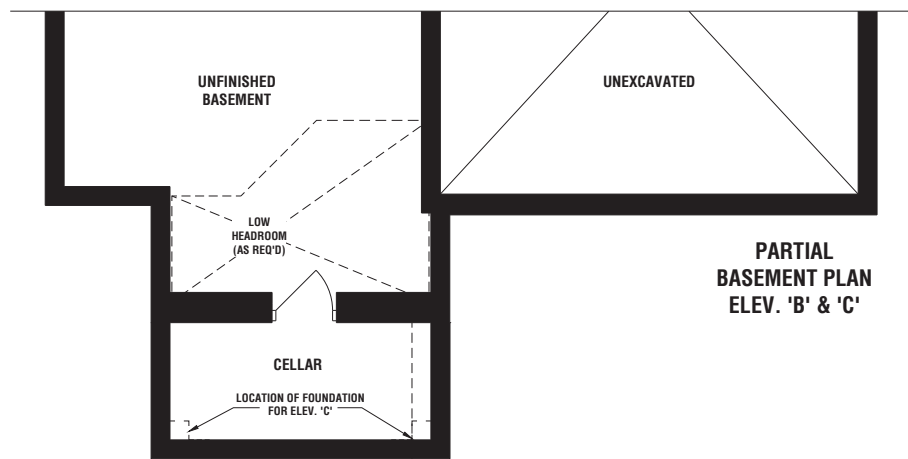 UNFINISHED
BASEMENT
UNEXCAVATED
LOW
HEADROOM
(AS REQ'D)
PARTIAL
BASEMENT PLAN
ELEV. 'B' & 'C'
CELLAR
LOCATION OF FOUNDATION
FOR ELEV. 'C'